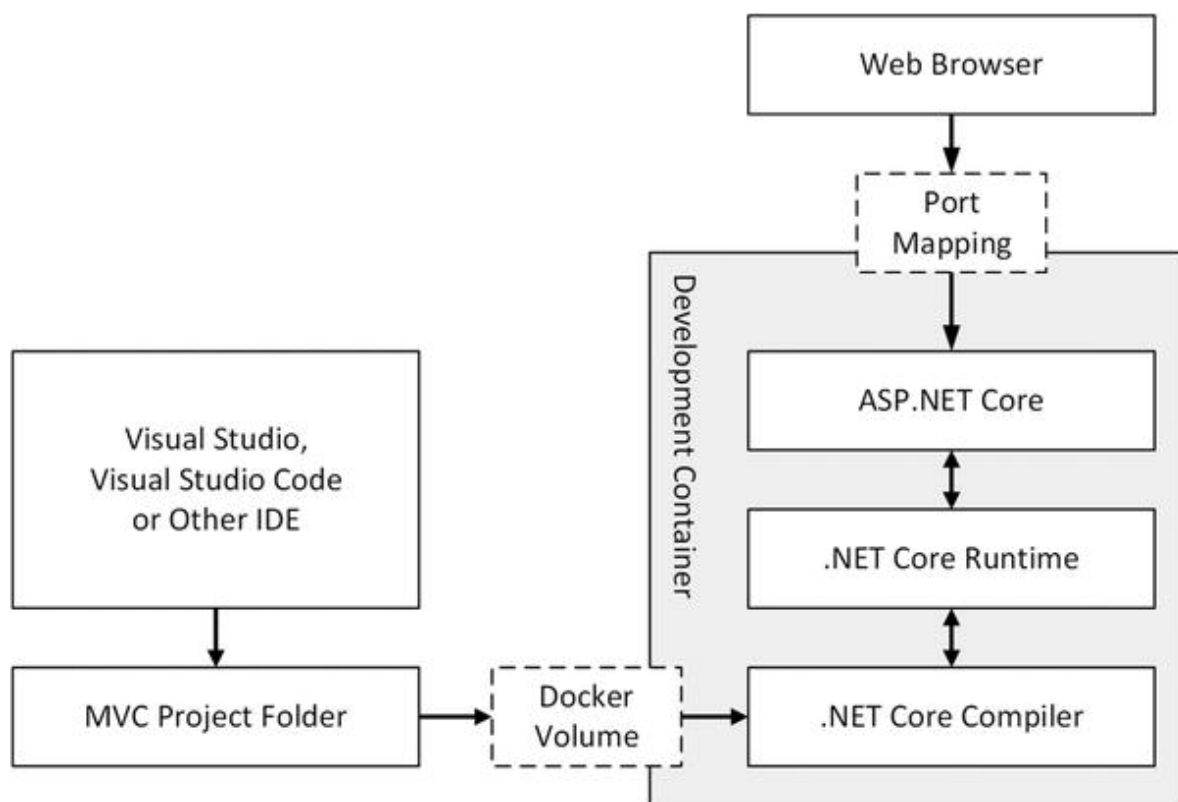 Web Browser
Port
Mapping
Development Container
ASP.NET Core
Visual Studio,
Visual Studio Code
or Other IDE
.NET Core Runtime
MVC Project Folder
Docker
Volume
.NET Core Compiler